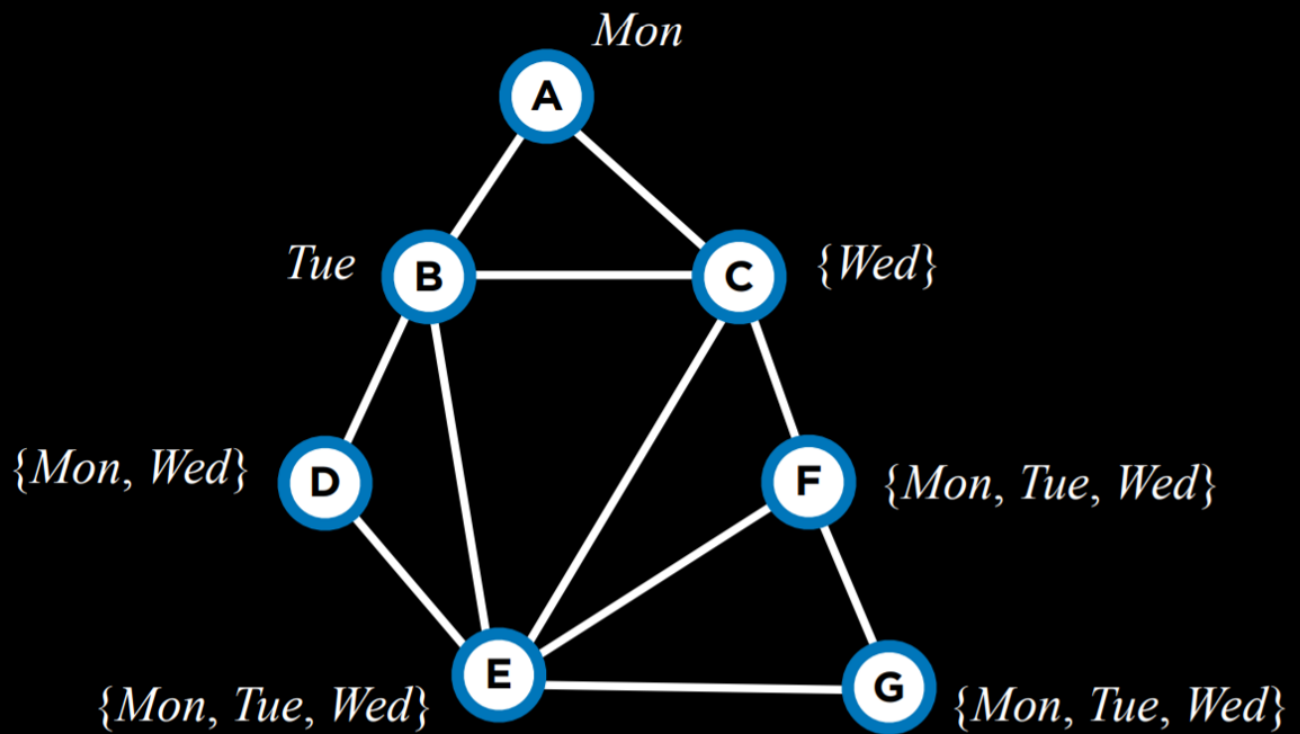 Mon
A
Tue
B
C
{Wed}
{Mon, Wed}
D
F
{Mon, Tue, Wed}
{Mon, Tue, Wed}
E
G
{Mon, Tue, Wed}